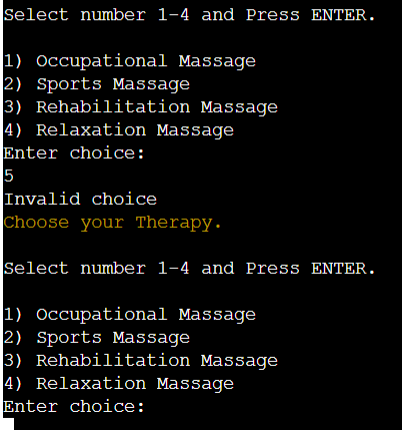 Select number 1-4 and Press ENTER.
1) Occupational Massage
2) Sports Massage
3) Rehabilitation Massage
4) Relaxation Massage
Enter choice:
5
Invalid choice
Choose your Therapy.
Select number 1-4 and Press ENTER.
1) Occupational Massage
2) Sports Massage
3) Rehabilitation Massage
4) Relaxation Massage
Enter choice: